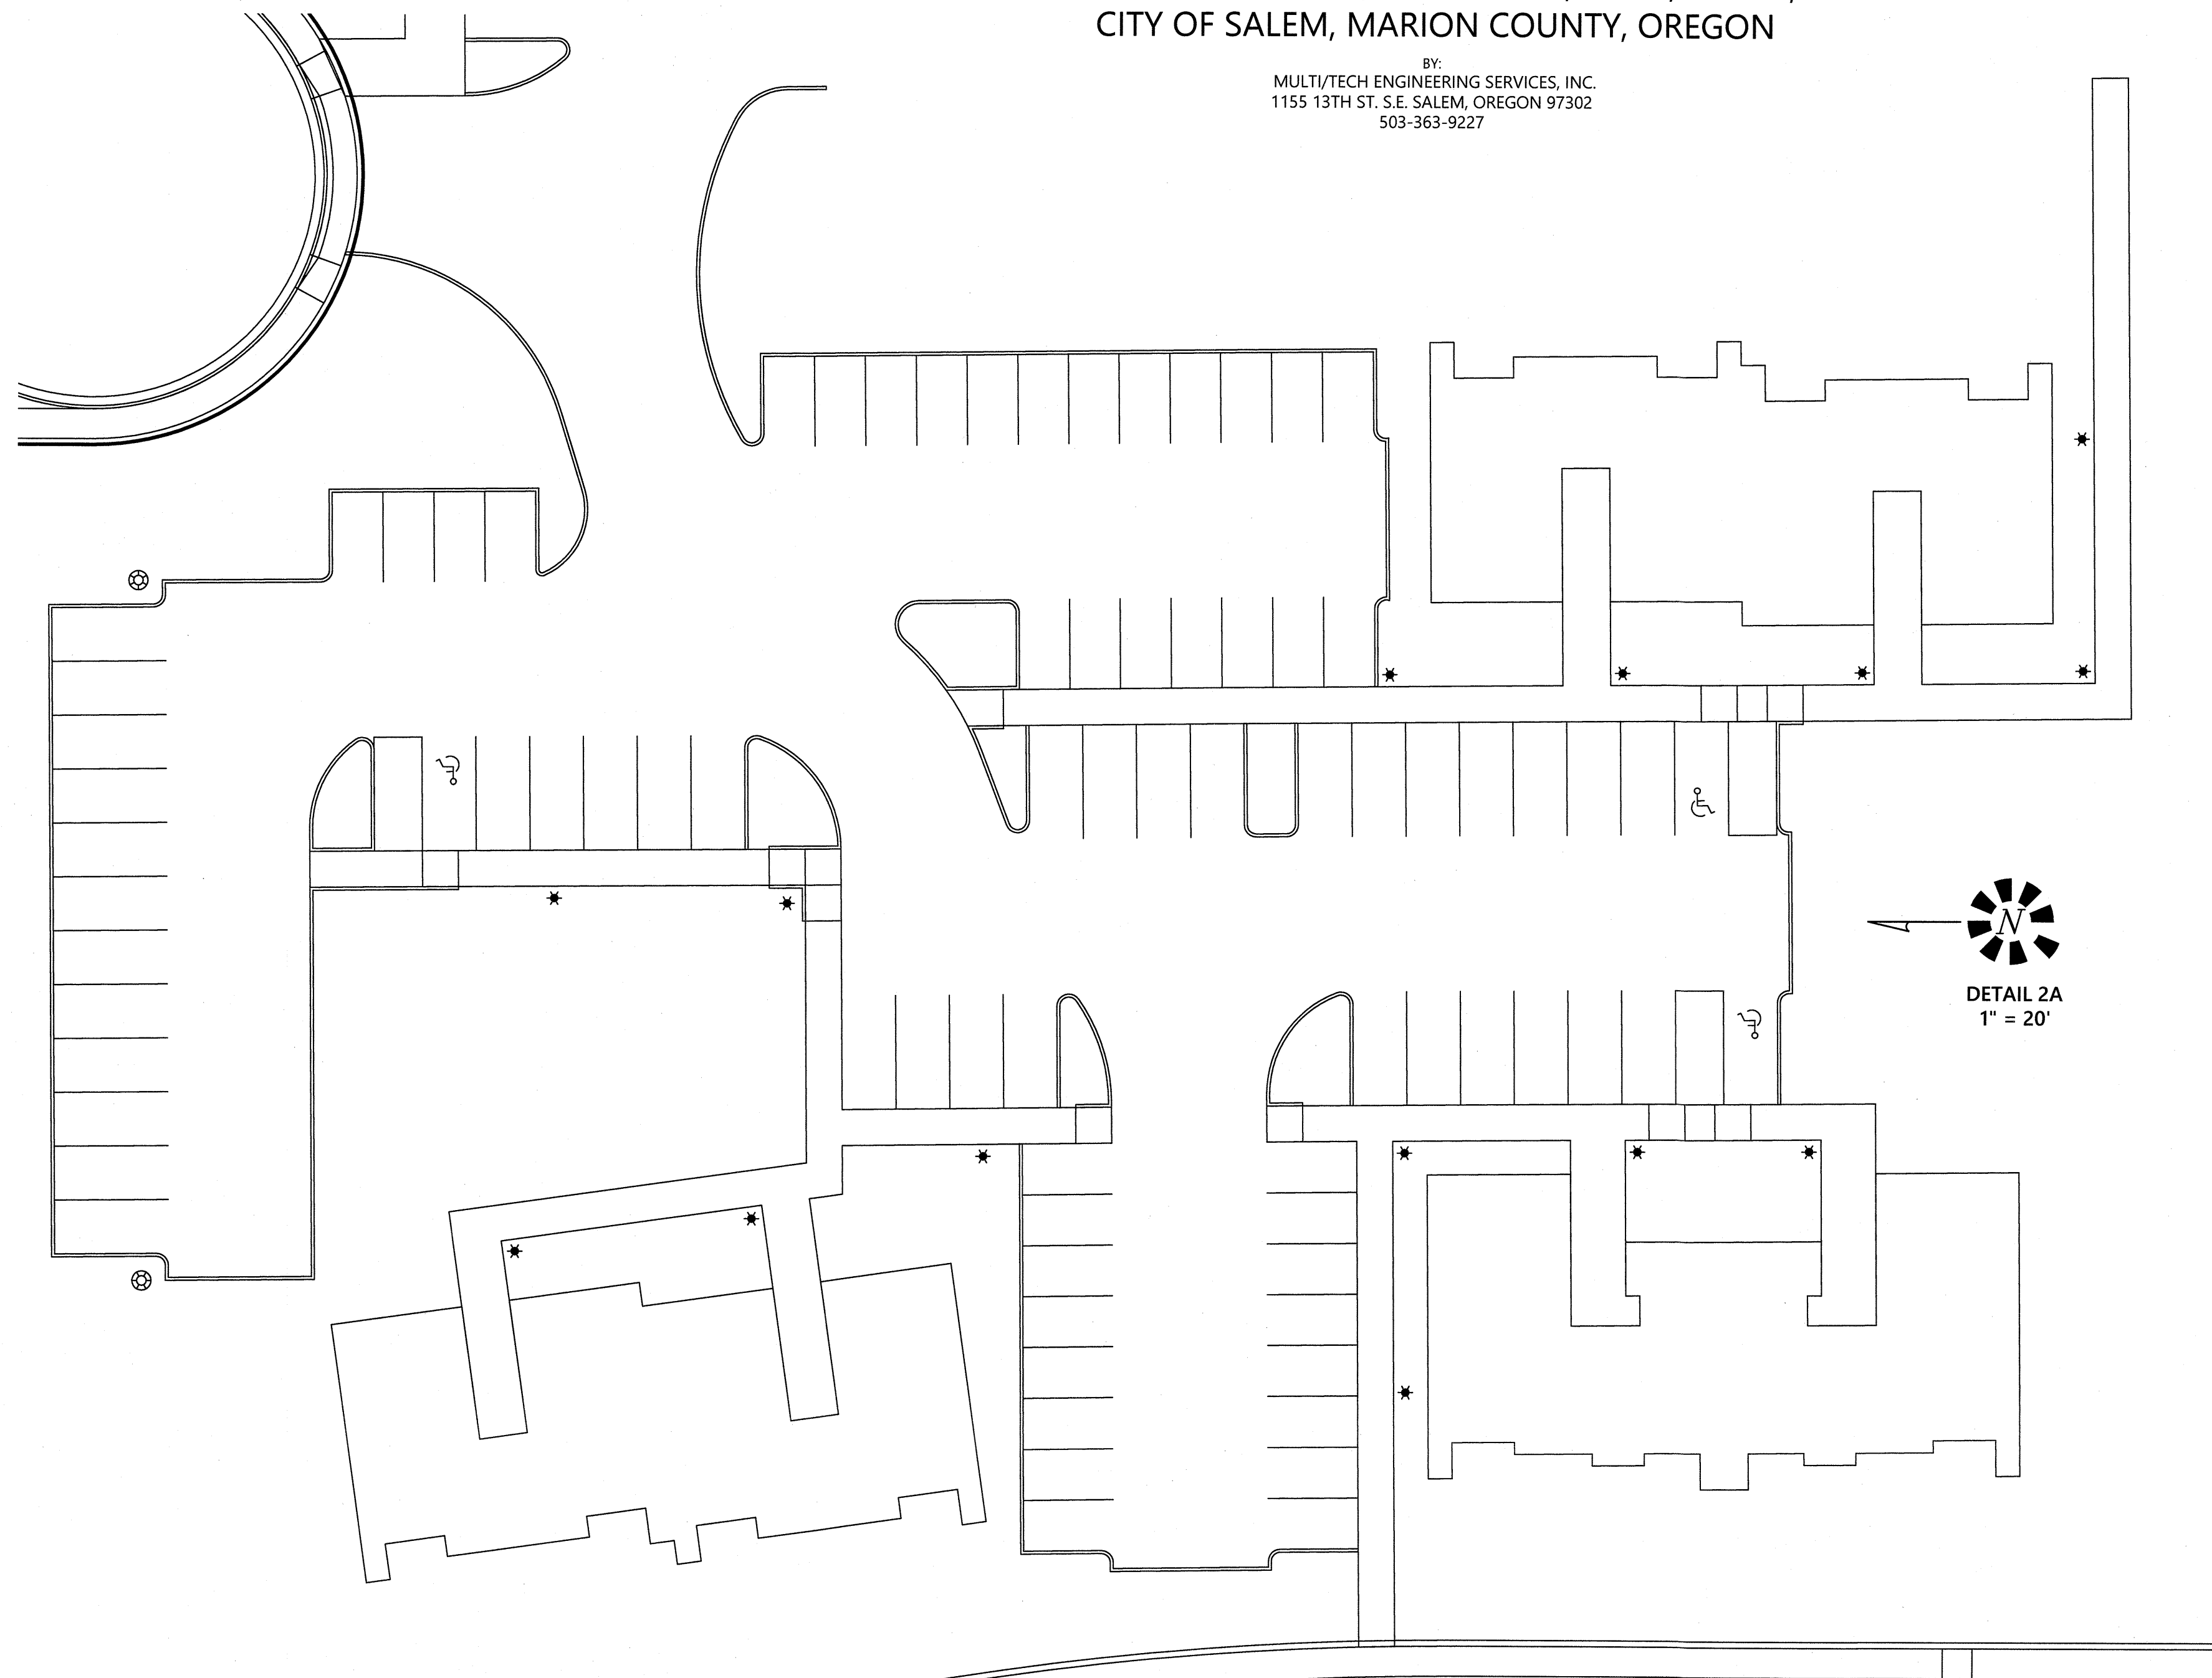 CITY OF SALEM, MARION COUNTY, OREGON
BY:
MULTI/TECH ENGINEERING SERVICES, INC.
1155 13TH ST. S.E. SALEM, OREGON 97302
503-363-9227
N
DETAIL 2A
1" = 20'